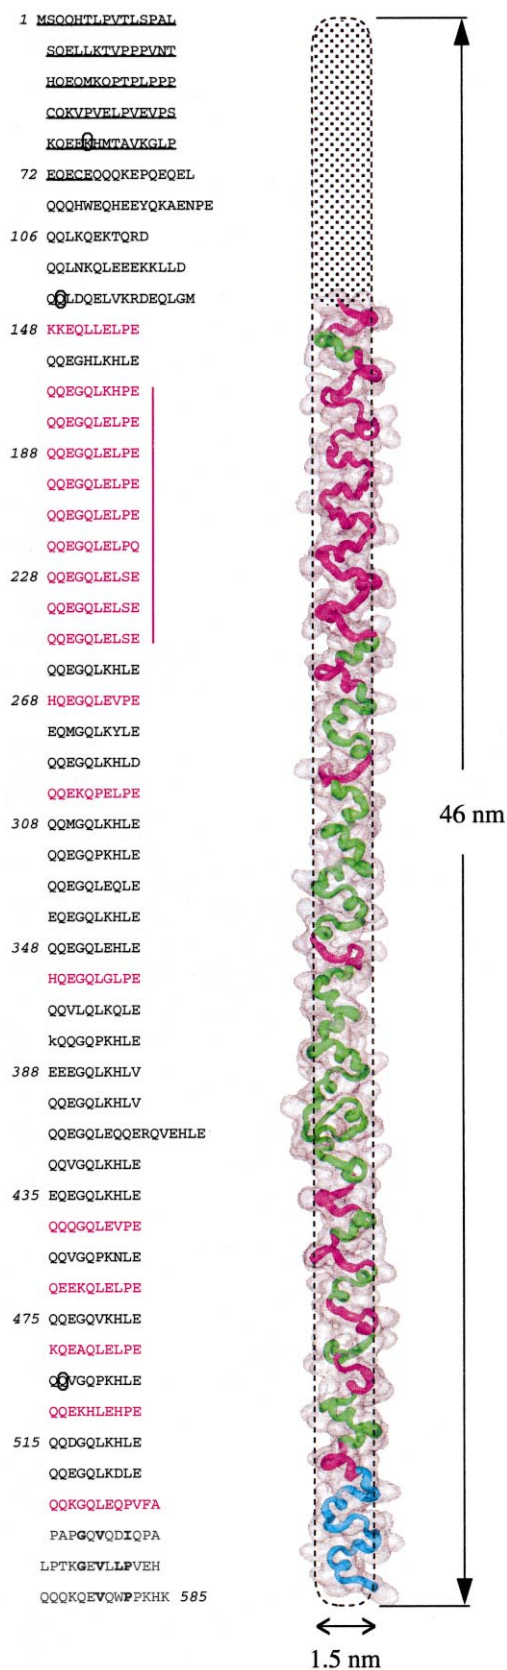 1 MSQQHTLPVTLSPAL
SQELLKTVPPPVNT
HQEQMKQPTPLPPP
CQKVPVELPVEVPS
KQEEKHMTAVKGLP
72 EQECEQQQKEPQEQEL
QQQHWEQHEEYQKAENPE
106 QQLKQEKTQRD
QQLNKQLEEEKKLLD
QQLDQELVKRDEQLGM
148 KKEQLLELPE
QQEGHLKHLE
QQEGQLKHPE
QQEGQLELPE
188 QQEGQLELPE
QQEGQLELPE
QQEGQLELPE
QQEGQLELPQ
228 QQEGQLELSE
QQEGQLELSE
QQEGQLELSE
QQEGQLKHLE
268 HQEGQLEVPE
EQMGQLKYLE
QQEGQLKHLD
QQEKQPELPE
308 QQMGQLKHLE
QQEGQPKHLE
QQEGQLEQLE
EQEGQLKHLE
348 QQEGQLEHLE
HQEGQLGLPE
QQVLQLKQLE
kQQGQPKHLE
388 EEEGQLKHLV
QQEGQLKHLV
QQEGQLEQQERQVEHLE
QQVGQLKHLE
435 EQEGQLKHLE
QQQGQLEVPE
QQVGQPKNLE
QEEKQLELPE
475 QQEGQVKHLE
KQEAQLELPE
QQVGQPKHLE
QQEKHLEHPE
515 QQDGQLKHLE
QQEGQLKDLE
QQKGQLEQPVFA
PAPGQVQDIQPA
LPTKGEVLLPVEH
QQQKQEVQWPPKHK 585
46 nm
1.5 nm